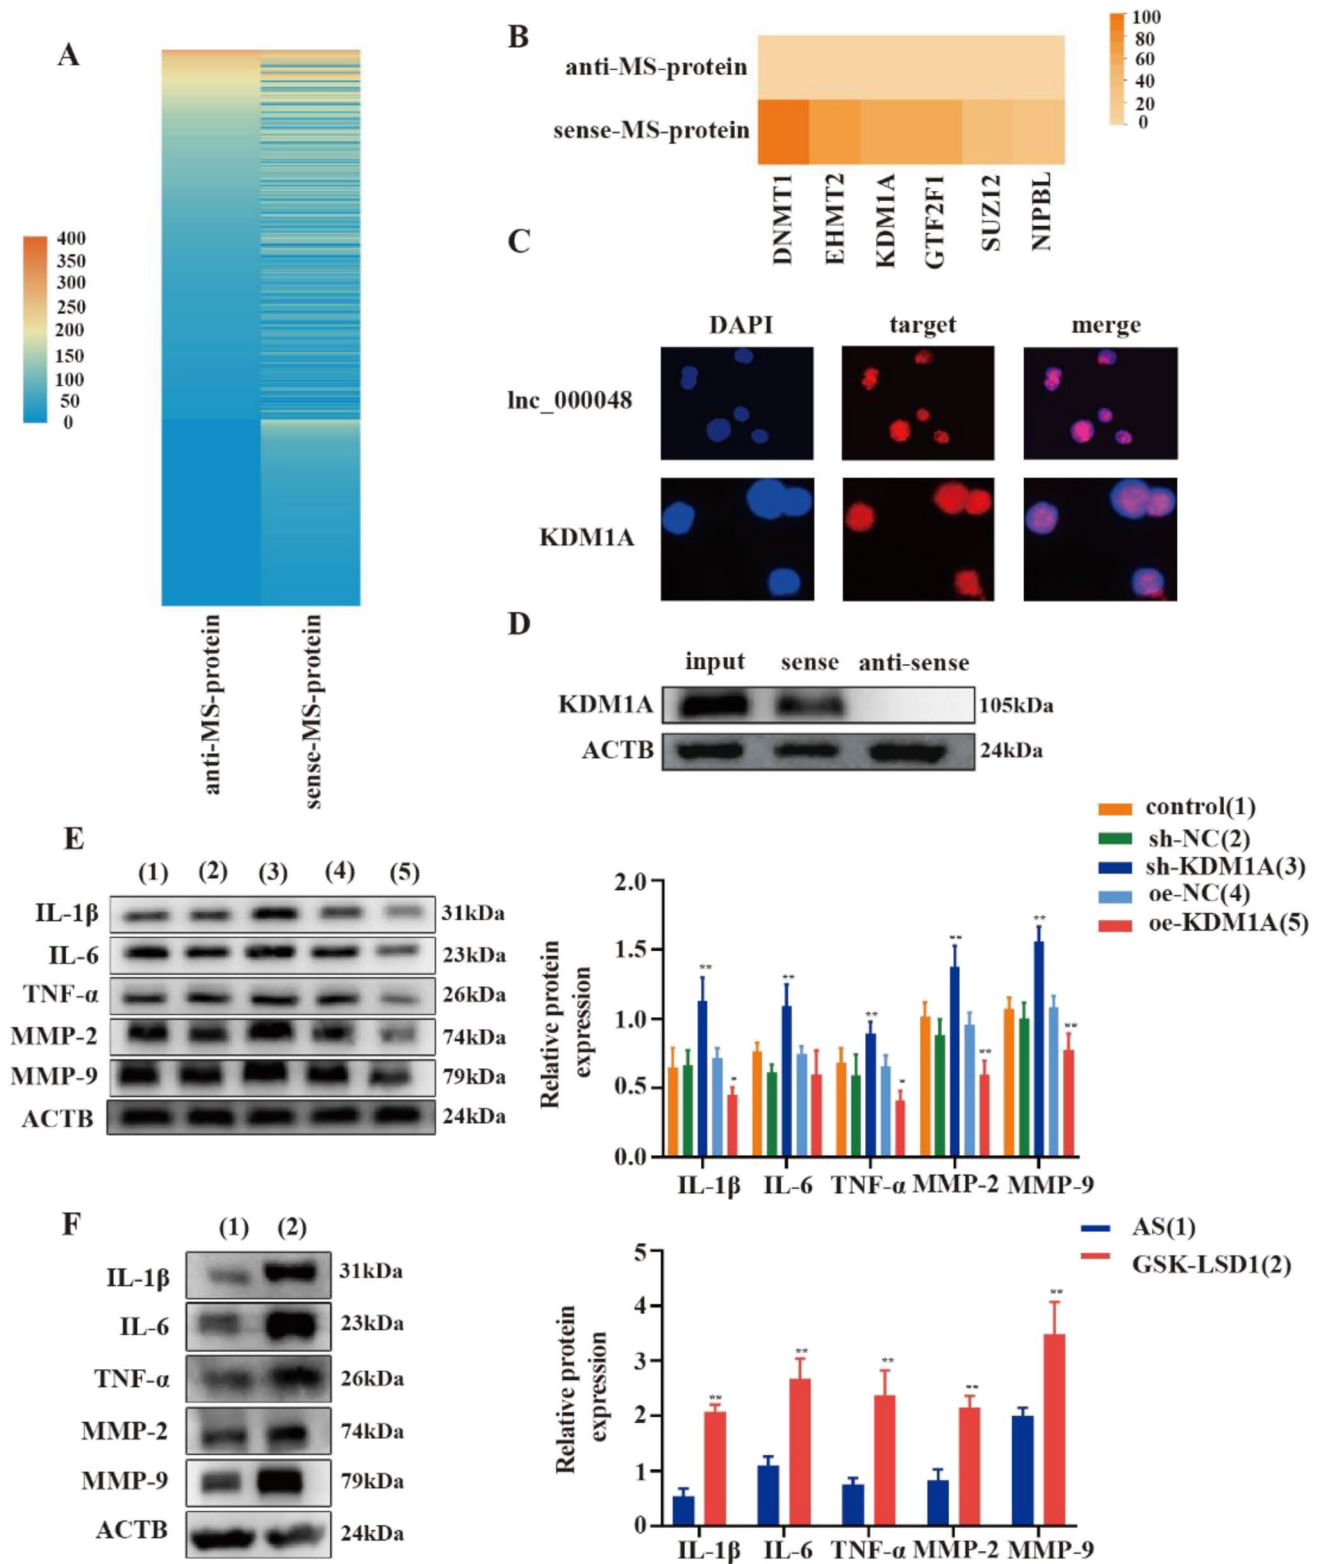 A
400
350
300
250
200
150
100
50
0
anti-MS-protein
sense-MS-protein
B
anti-MS-protein
sense-MS-protein
100
80
60
40
20
0
DNMT1
EHMT2
KDM1A
GTF2F1
SUZ12
NIPBL
C
DAPI target merge
lnc_000048
KDM1A
D
input sense anti-sense
KDM1A 105kDa
ACTB 24kDa
E
(1) (2) (3) (4) (5)
IL-1β 31kDa
IL-6 23kDa
TNF-α 26kDa
MMP-2 74kDa
MMP-9 79kDa
ACTB 24kDa
control(1)
sh-NC(2)
sh-KDM1A(3)
oe-NC(4)
oe-KDM1A(5)
Relative protein
expression
2.0
1.5
1.0
0.5
0.0
** * ** ** * ** ** ** **
IL-1β IL-6 TNF-α MMP-2 MMP-9
F
(1) (2)
IL-1β 31kDa
IL-6 23kDa
TNF-α 26kDa
MMP-2 74kDa
MMP-9 79kDa
ACTB 24kDa
AS(1)
GSK-LSD1(2)
Relative protein
expression
5
4
3
2
1
0
** ** ** ** **
IL-1β IL-6 TNF-α MMP-2 MMP-9